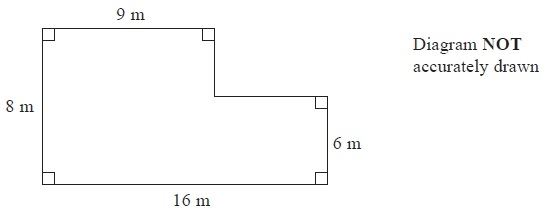 9 m
Diagram NOT
accurately drawn
8 m
6 m
16 m